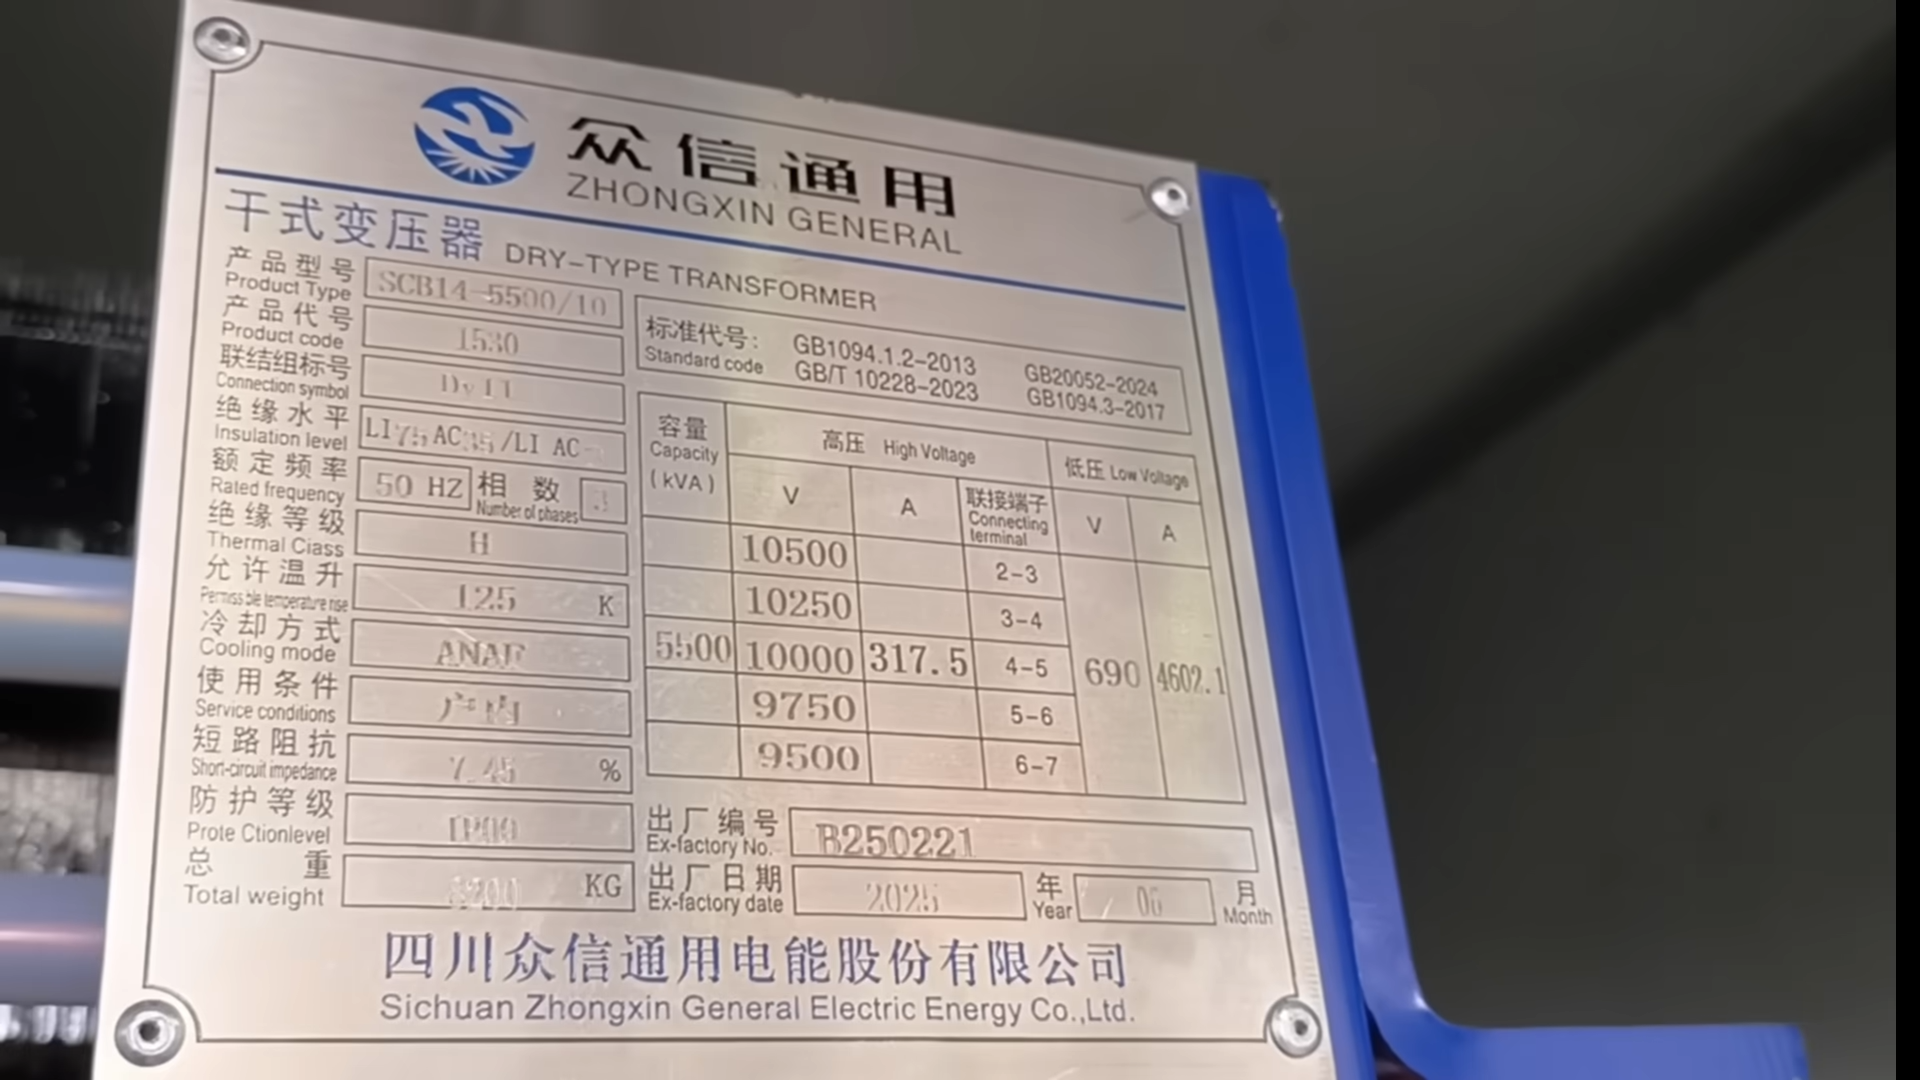 众信通用
ZHONGXIN GENERAL
干式变压器 DRY-TYPE TRANSFORMER
产品型号 SCB14-5500/10
Product Type
产品代号 1530
Product code
联结组标号 Dy11
Connection symbol
绝缘水平 LI75AC35/LI AC
Insulation level
额定频率 50 HZ 相数 3
Rated frequency Number of phases
绝缘等级 H
Thermal Class
允许温升 125 K
Permissible temperature rise
冷却方式 ANAF
Cooling mode
使用条件 户内
Service conditions
短路阻抗 7.45 %
Short-circuit impedance
防护等级 IP00
Prote Ctionlevel
总重 KG
Total weight
标准代号: GB1094.1.2-2013 GB20052-2024
Standard code GB/T 10228-2023 GB1094.3-2017
容量 高压 High Voltage 低压 Low Voltage
Capacity
(kVA) V A 联接端子 V A
Connecting
terminal
10500 2-3
10250 3-4
5500 10000 317.5 4-5 690 4602.1
9750 5-6
9500 6-7
出厂编号 B250221
Ex-factory No.
出厂日期 2025 年 06 月
Ex-factory date Year Month
四川众信通用电能股份有限公司
Sichuan Zhongxin General Electric Energy Co.,Ltd.